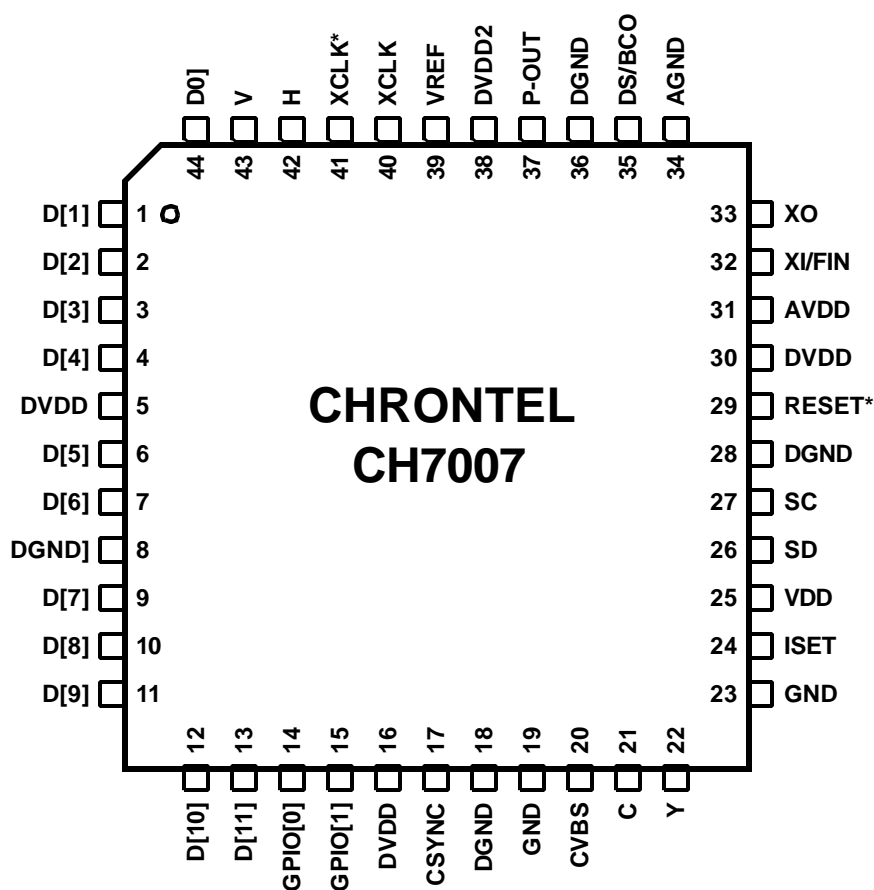 D0]
V
H
XCLK*
XCLK
VREF
DVDD2
P-OUT
DGND
DS/BCO
AGND
44
43
42
41
40
39
38
37
36
35
34
D[1] 1
D[2] 2
D[3] 3
D[4] 4
DVDD 5
D[5] 6
D[6] 7
DGND] 8
D[7] 9
D[8] 10
D[9] 11
CHRONTEL
CH7007
33 XO
32 XI/FIN
31 AVDD
30 DVDD
29 RESET*
28 DGND
27 SC
26 SD
25 VDD
24 ISET
23 GND
12
13
14
15
16
17
18
19
20
21
22
D[10]
D[11]
GPIO[0]
GPIO[1]
DVDD
CSYNC
DGND
GND
CVBS
C
Y